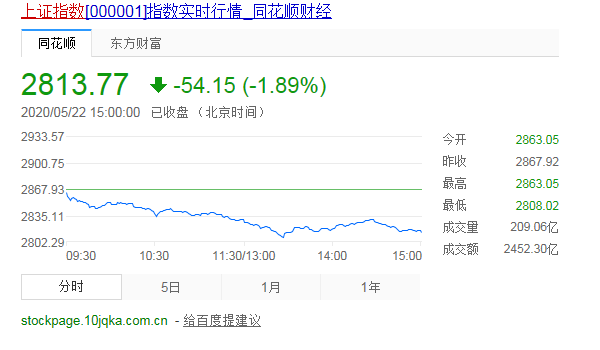 上证指数[000001]指数实时行情_同花顺财经
同花顺 东方财富
2813.77 -54.15 (-1.89%)
2020/05/22 15:00:00 已收盘 （北京时间）
2933.57
2900.75
2867.93
2835.11
2802.29
09:30 10:30 11:30/13:00 14:00 15:00
今开 2863.05
昨收 2867.92
最高 2863.05
最低 2808.02
成交量 209.06亿
成交额 2452.30亿
分时 5日 1月 1年
stockpage.10jqka.com.cn - 给百度提建议